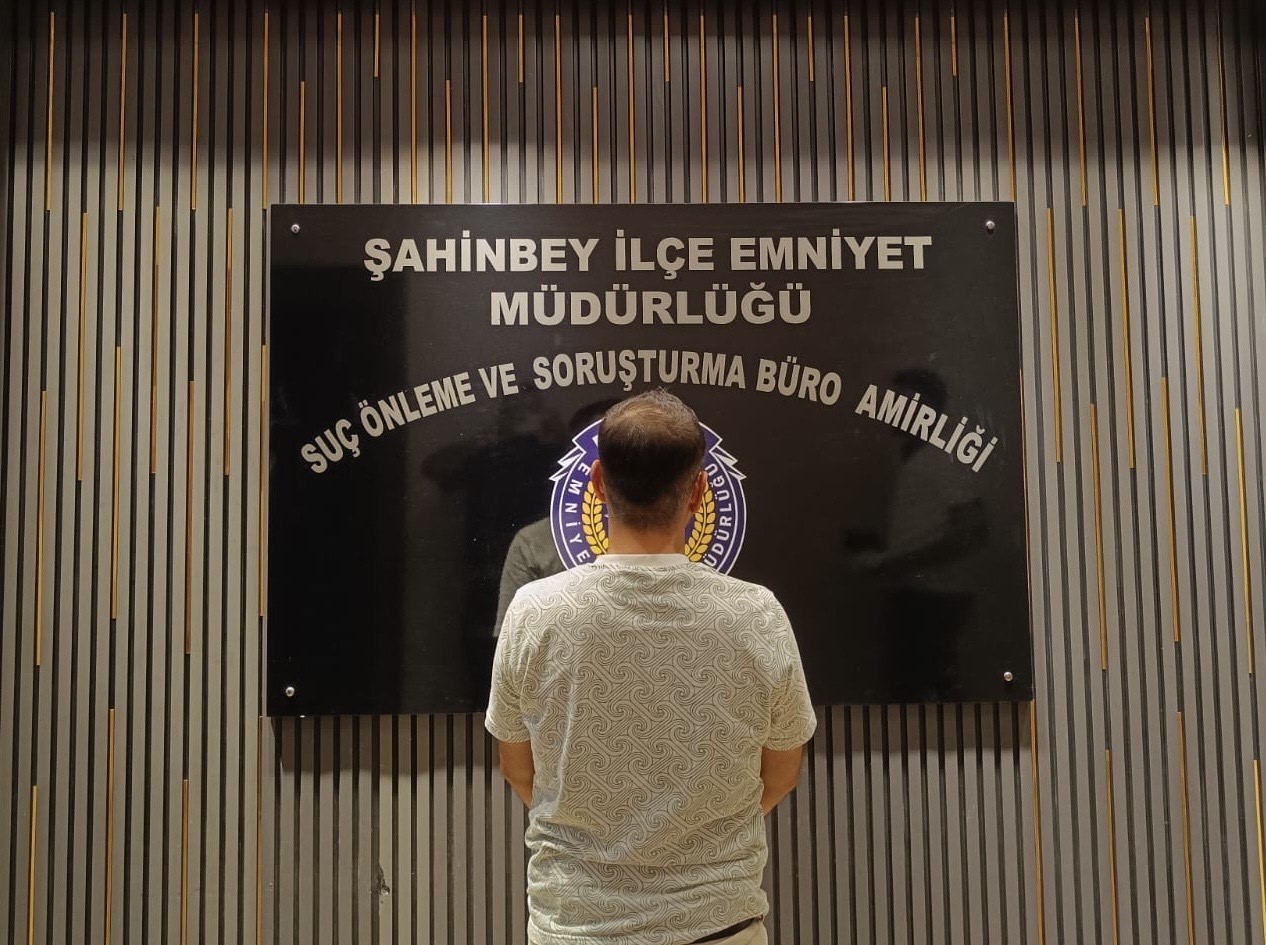 ŞAHİNBEY İLÇE EMNİYET
MÜDÜRLÜĞÜ
SUÇ ÖNLEME VE SORUŞTURMA BÜRO AMİRLİĞİ